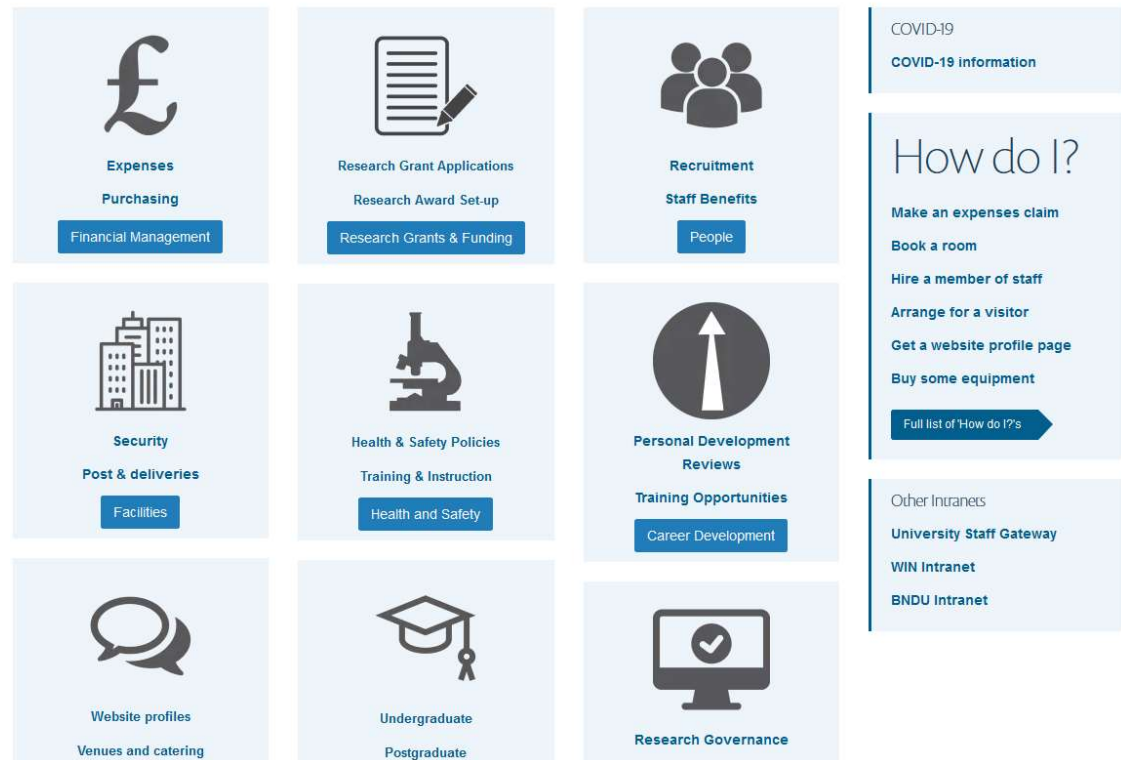 Expenses
Purchasing
Financial Management
Research Grant Applications
Research Award Set-up
Research Grants & Funding
Recruitment
Staff Benefits
People
Security
Post & deliveries
Facilities
Health & Safety Policies
Training & Instruction
Health and Safety
Personal Development
Reviews
Training Opportunities
Career Development
Website profiles
Venues and catering
Undergraduate
Postgraduate
Research Governance
COVID-19
COVID-19 information
How do I?
Make an expenses claim
Book a room
Hire a member of staff
Arrange for a visitor
Get a website profile page
Buy some equipment
Full list of 'How do I?'s
Other Intranets
University Staff Gateway
WIN Intranet
BNDU Intranet